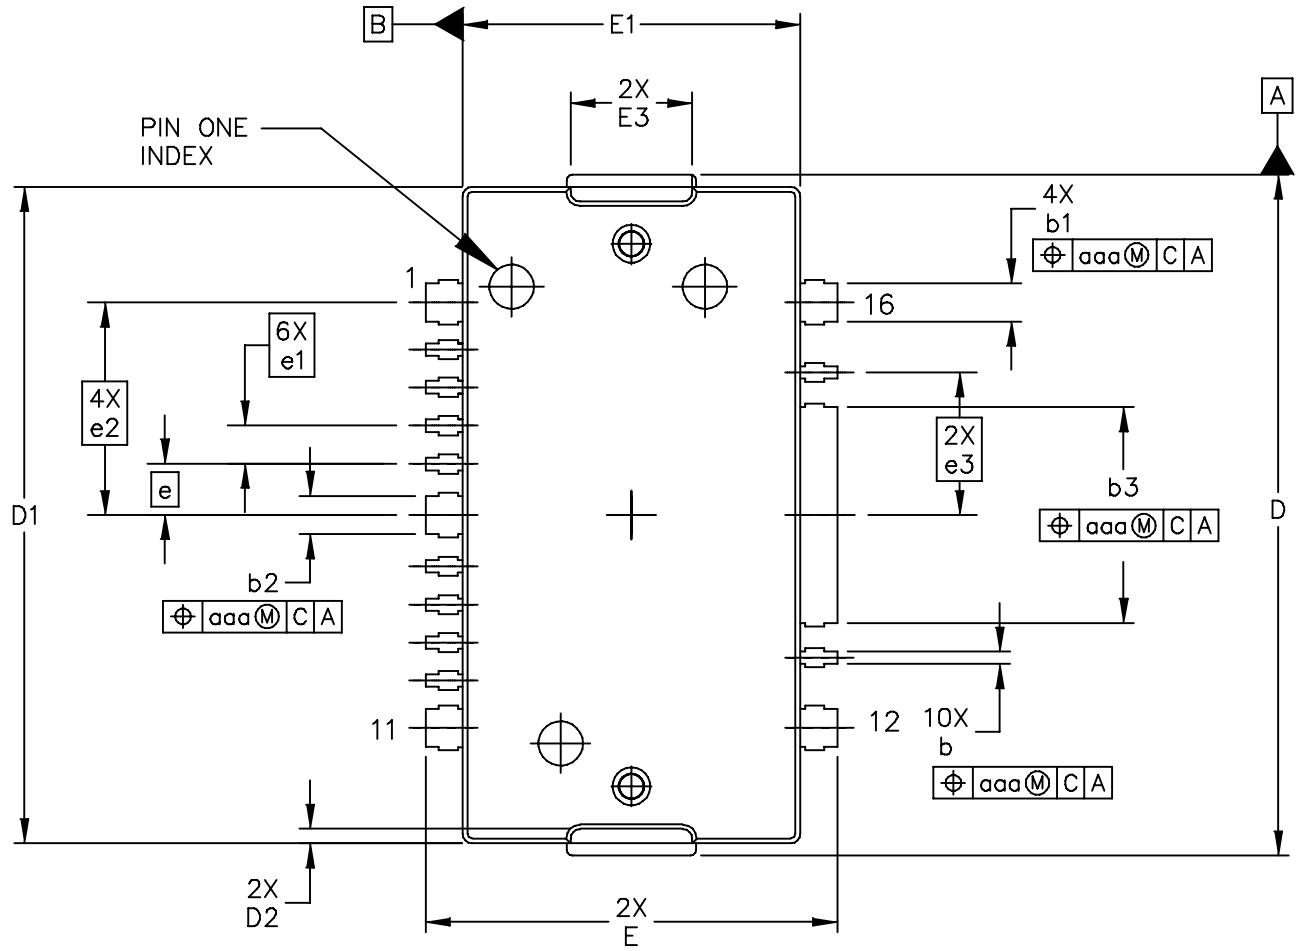 B
E1
2X
E3
A
PIN ONE
INDEX
4X
b1
⌖ aaa Ⓜ C A
1
16
6X
e1
4X
e2
2X
e3
e
b3
⌖ aaa Ⓜ C A
D1
D
b2
⌖ aaa Ⓜ C A
11
12
10X
b
⌖ aaa Ⓜ C A
2X
D2
2X
E